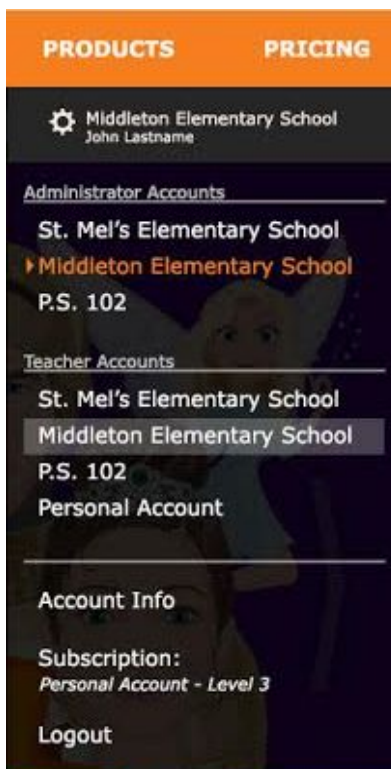 PRODUCTS PRICING
Middleton Elementary School
John Lastname
Administrator Accounts
St. Mel's Elementary School
Middleton Elementary School
P.S. 102
Teacher Accounts
St. Mel's Elementary School
Middleton Elementary School
P.S. 102
Personal Account
Account Info
Subscription:
Personal Account - Level 3
Logout